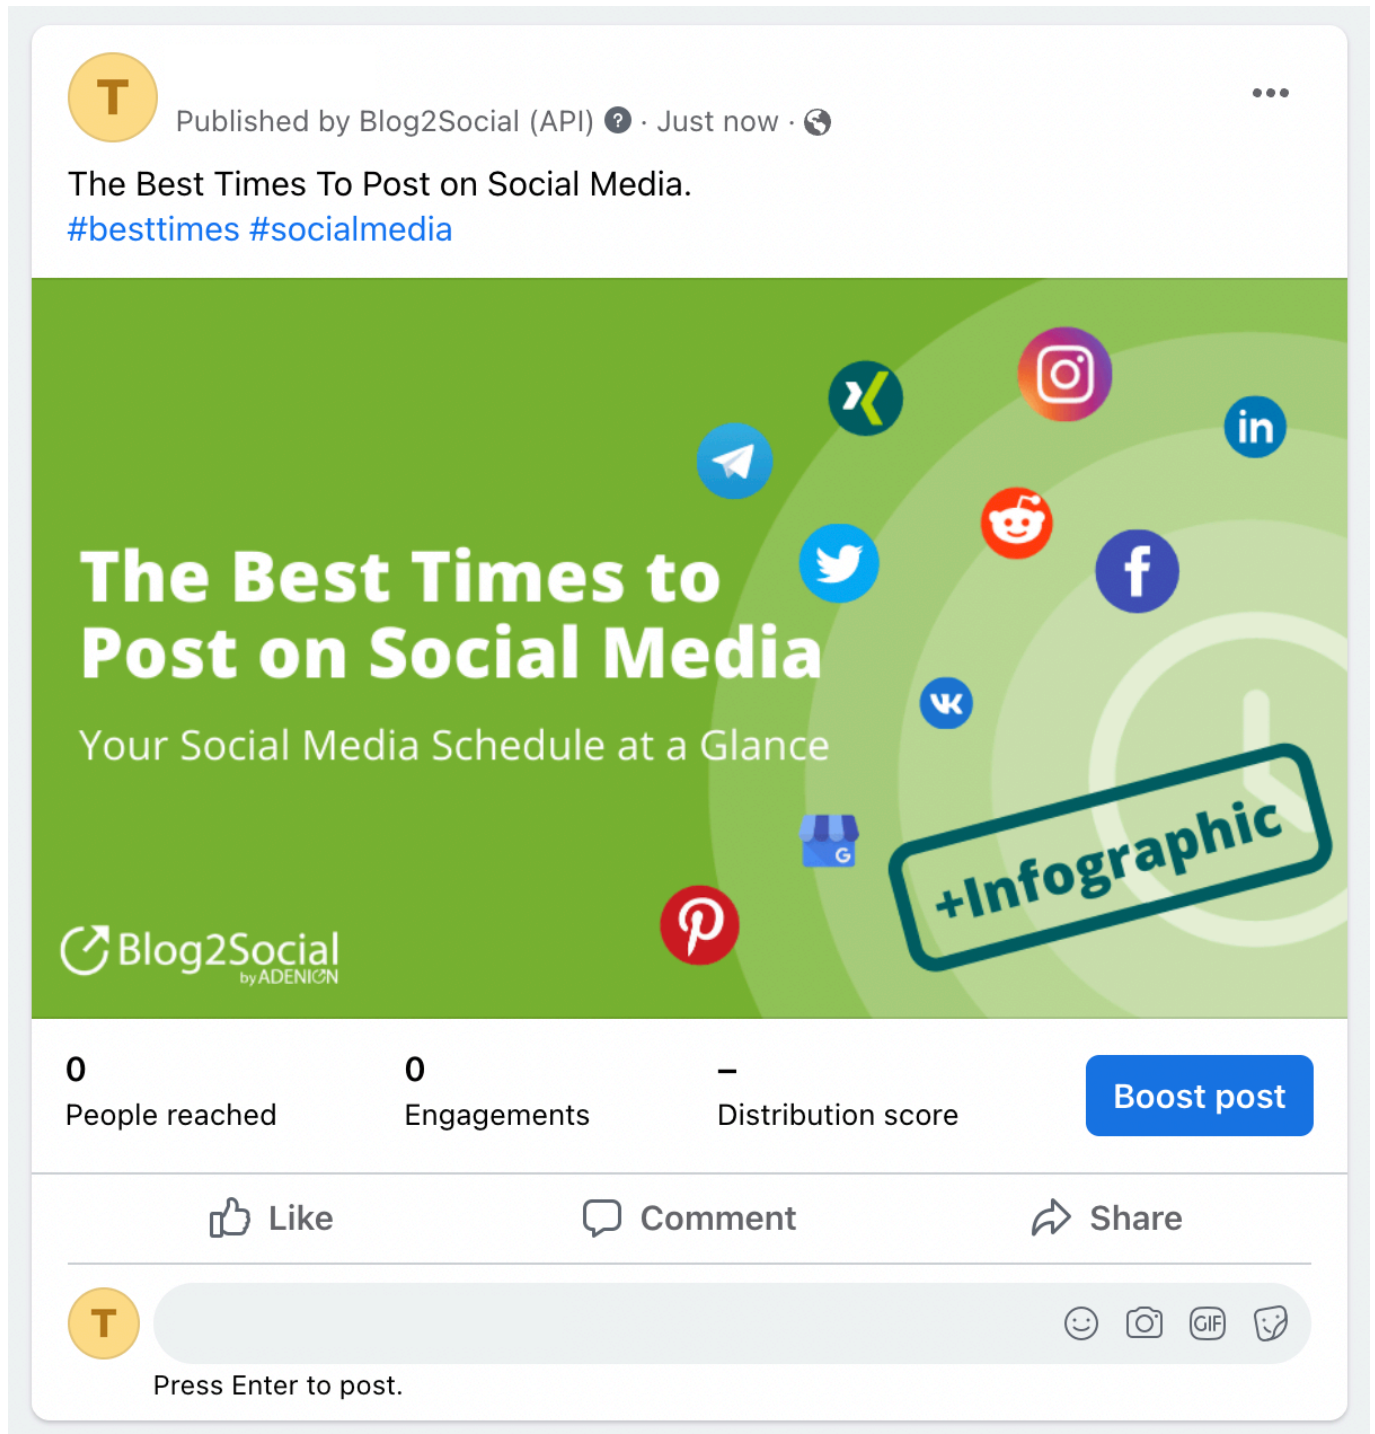 T
Published by Blog2Social (API) ? · Just now ·
The Best Times To Post on Social Media.
#besttimes #socialmedia
in
f
The Best Times to
Post on Social Media
Your Social Media Schedule at a Glance
VK
G
+Infographic
Blog2Social
by ADENION
0
People reached
0
Engagements
–
Distribution score
Boost post
Like
Comment
Share
T
GIF
Press Enter to post.